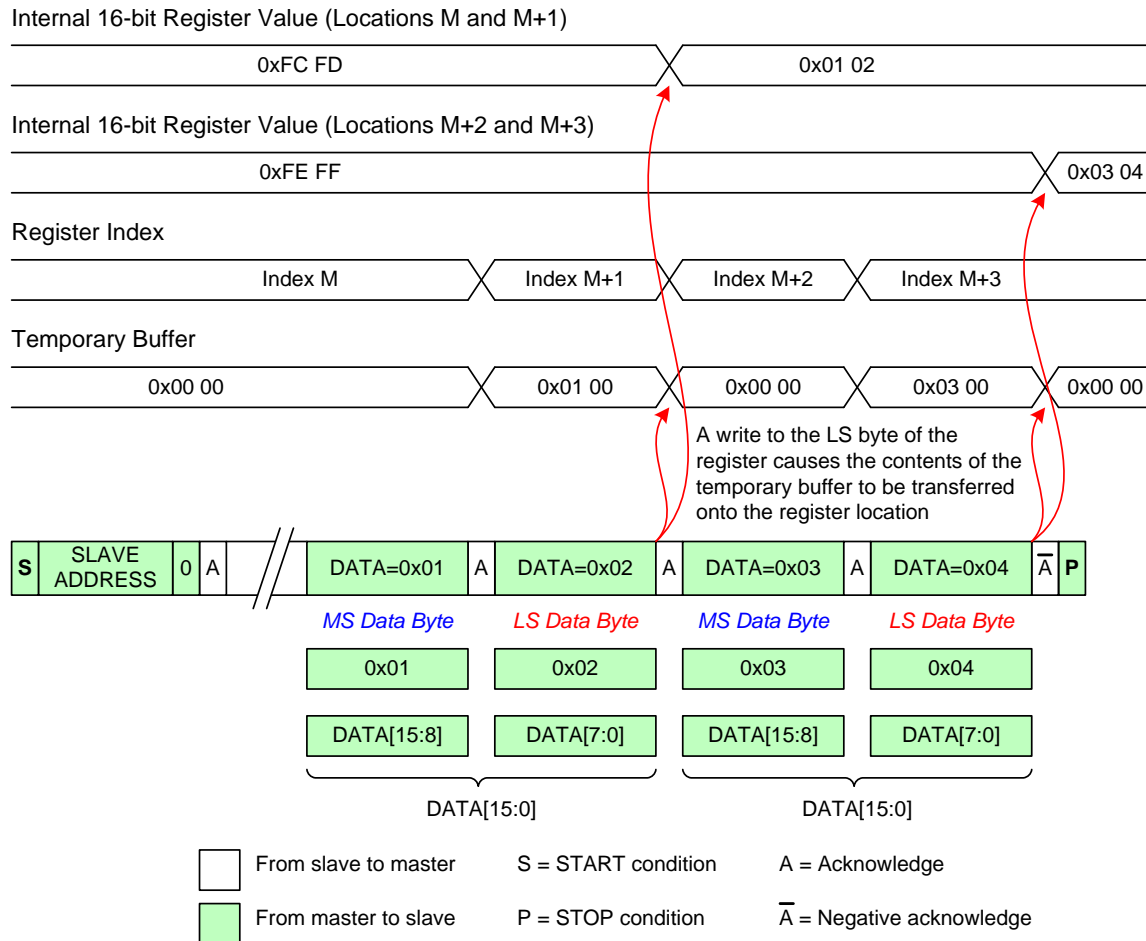 Internal 16-bit Register Value (Locations M and M+1)
0xFC FD
0x01 02
Internal 16-bit Register Value (Locations M+2 and M+3)
0xFE FF
0x03 04
Register Index
Index M
Index M+1
Index M+2
Index M+3
Temporary Buffer
0x00 00
0x01 00
0x00 00
0x03 00
0x00 00
A write to the LS byte of the
register causes the contents of the
temporary buffer to be transferred
onto the register location
S
SLAVE
ADDRESS
0
A
DATA=0x01
A
DATA=0x02
A
DATA=0x03
A
DATA=0x04
A̅
P
MS Data Byte
LS Data Byte
MS Data Byte
LS Data Byte
0x01
0x02
0x03
0x04
DATA[15:8]
DATA[7:0]
DATA[15:8]
DATA[7:0]
DATA[15:0]
DATA[15:0]
From slave to master
S = START condition
A = Acknowledge
From master to slave
P = STOP condition
A̅ = Negative acknowledge